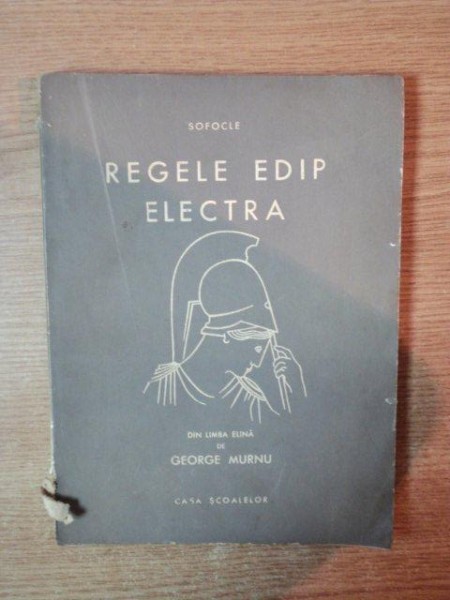 SOFOCLE
REGELE EDIP
ELECTRA
DIN LIMBA ELINĂ
DE
GEORGE MURNU
CASA ȘCOALELOR